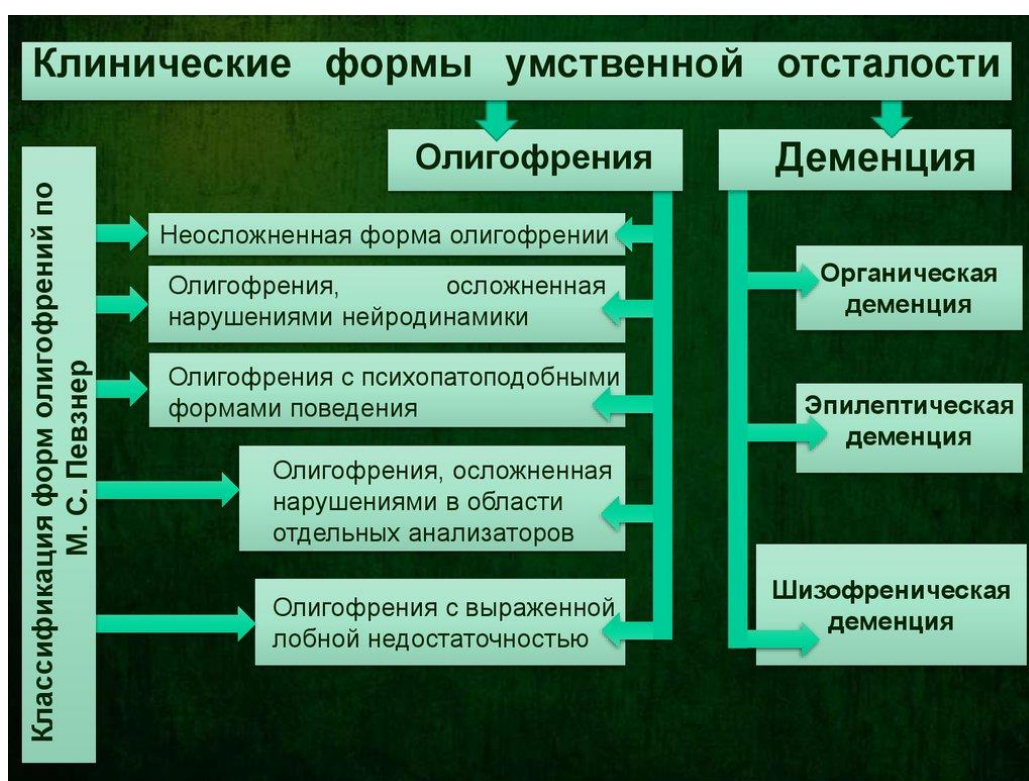 Клинические формы умственной отсталости
Олигофрения
Деменция
Классификация форм олигофрений по
М. С. Певзнер
Неосложненная форма олигофрении
Олигофрения, осложненная
нарушениями нейродинамики
Олигофрения с психопатоподобными
формами поведения
Олигофрения, осложненная
нарушениями в области
отдельных анализаторов
Олигофрения с выраженной
лобной недостаточностью
Органическая
деменция
Эпилептическая
деменция
Шизофреническая
деменция